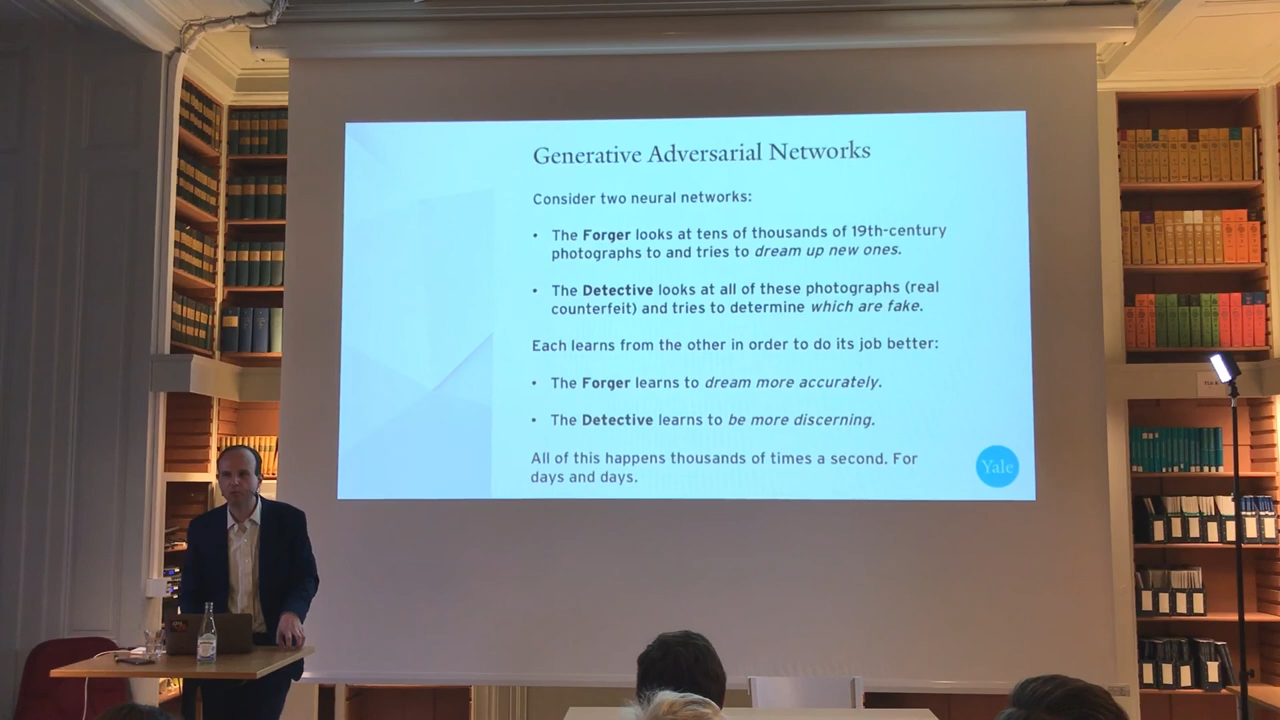 Generative Adversarial Networks
Consider two neural networks:
• The Forger looks at tens of thousands of 19th-century
photographs to and tries to dream up new ones.
• The Detective looks at all of these photographs (real
counterfeit) and tries to determine which are fake.
Each learns from the other in order to do its job better:
• The Forger learns to dream more accurately.
• The Detective learns to be more discerning.
All of this happens thousands of times a second. For
days and days.
Yale